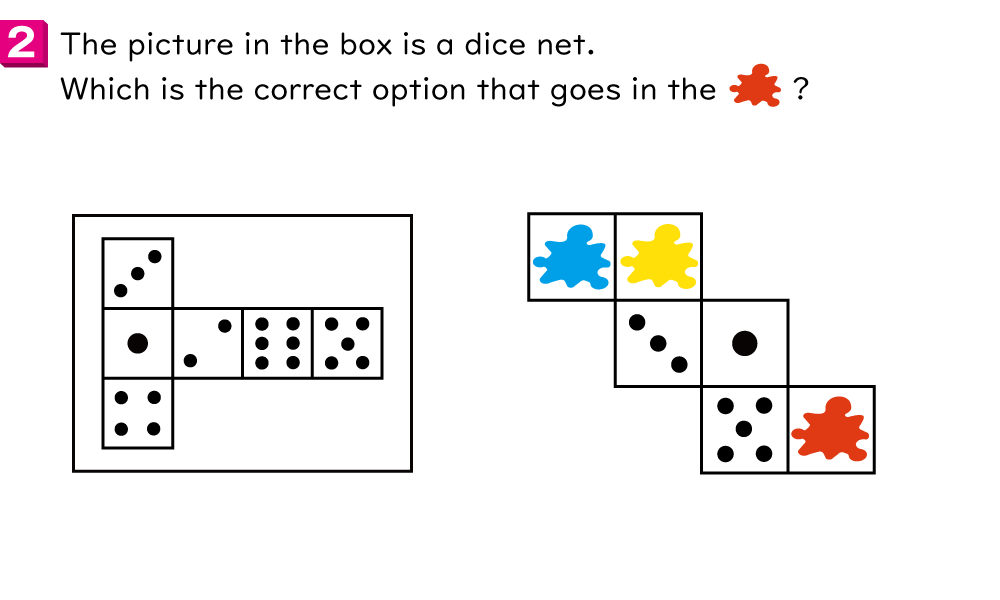 2
The picture in the box is a dice net.
Which is the correct option that goes in the ?